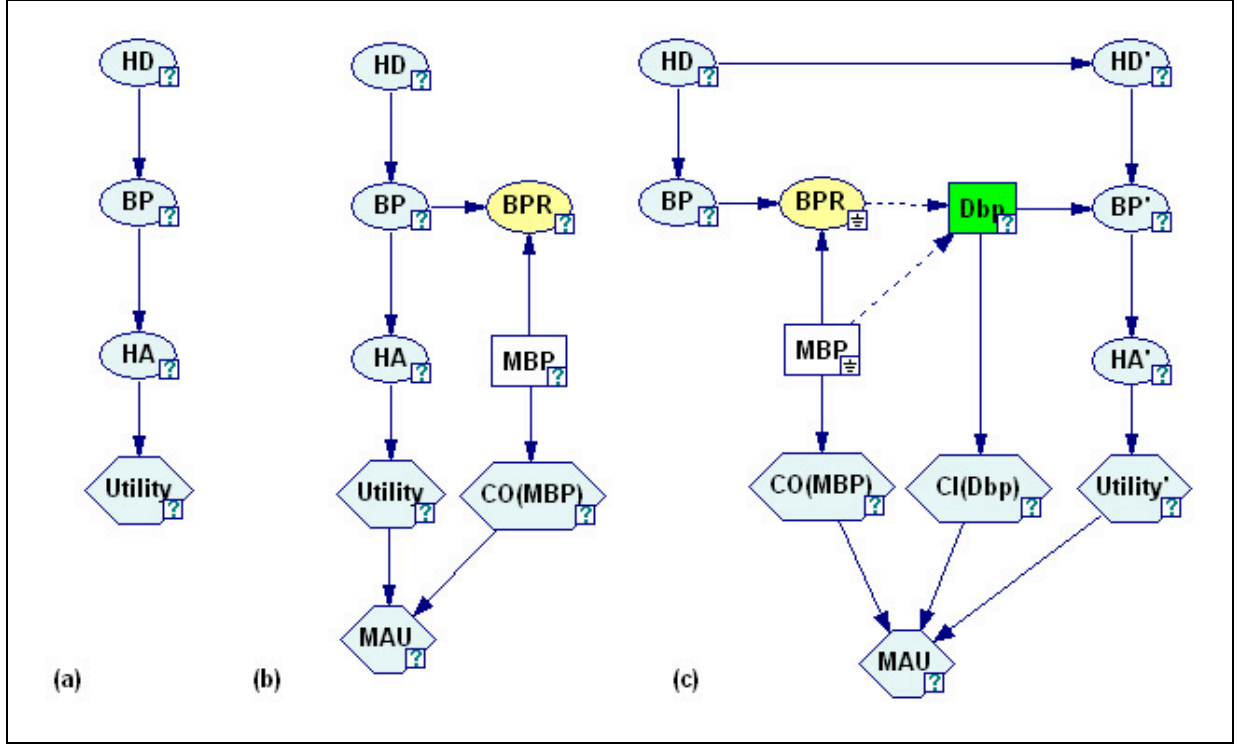 HD
?
BP
?
HA
?
Utility
?
(a)
HD
?
BP
?
BPR
?
HA
?
MBP
?
Utility
?
CO(MBP)
?
MAU
?
(b)
HD
?
HD'
?
BP
?
BPR
Dbp
?
BP'
?
MBP
HA'
?
CO(MBP)
?
CI(Dbp)
?
Utility'
?
MAU
?
(c)